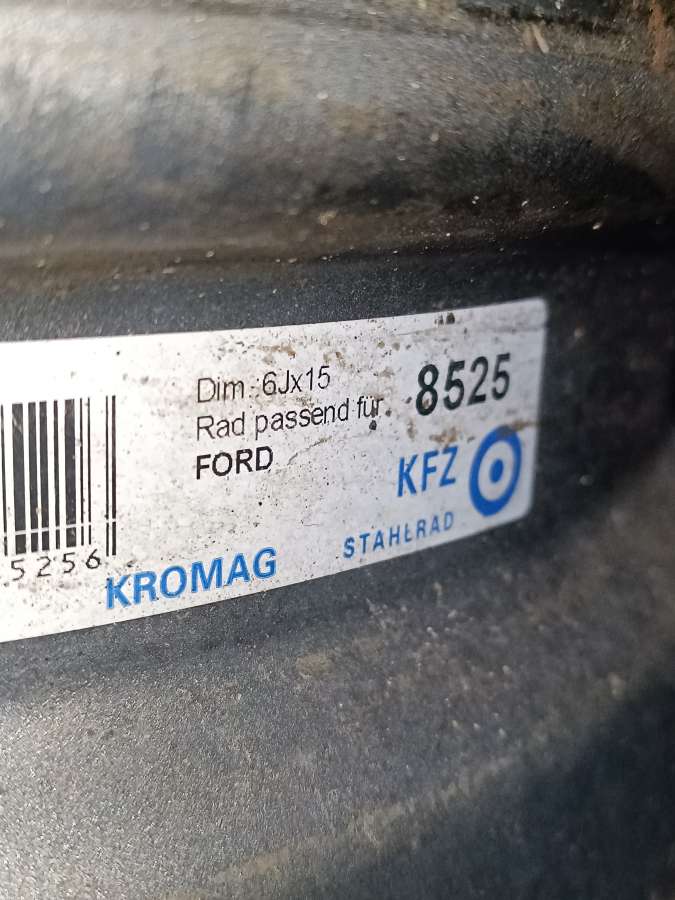 Dim.:6Jx15
Rad passend für
FORD
8525
KFZ
STAHLRAD
KROMAG
5256